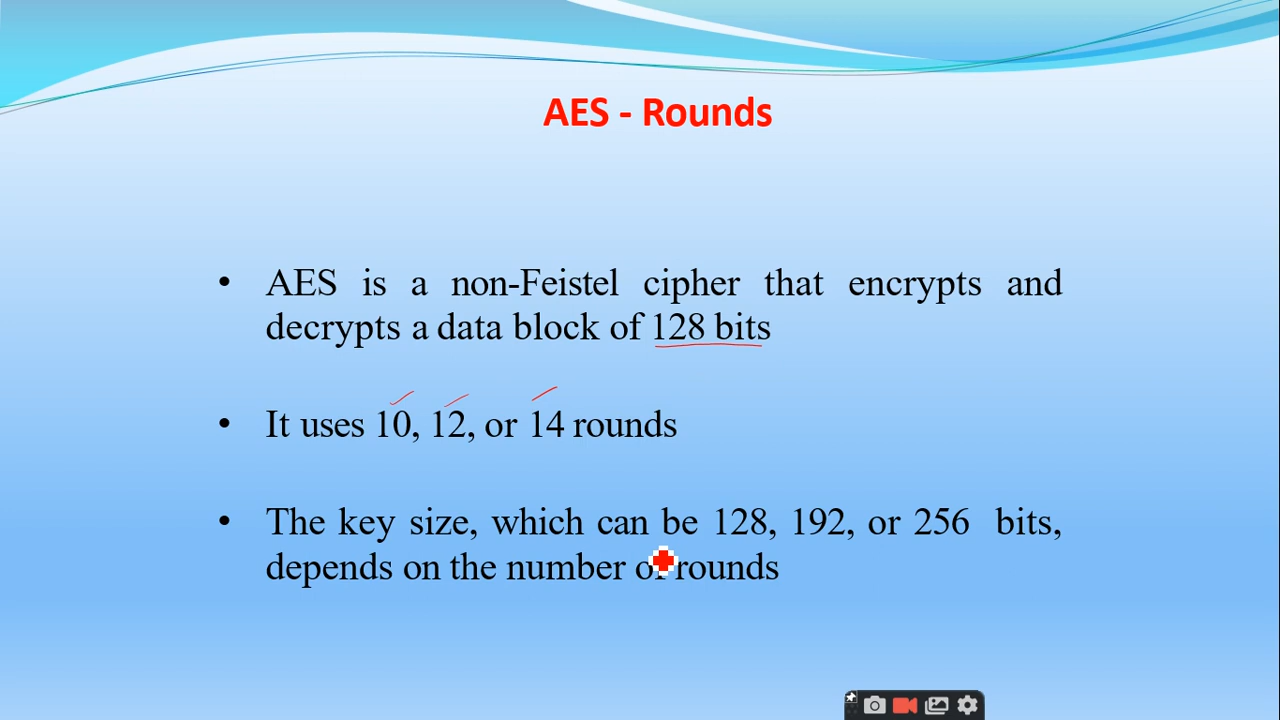 AES - Rounds
• AES is a non-Feistel cipher that encrypts and
decrypts a data block of 128 bits
• It uses 10, 12, or 14 rounds
• The key size, which can be 128, 192, or 256 bits,
depends on the number of rounds